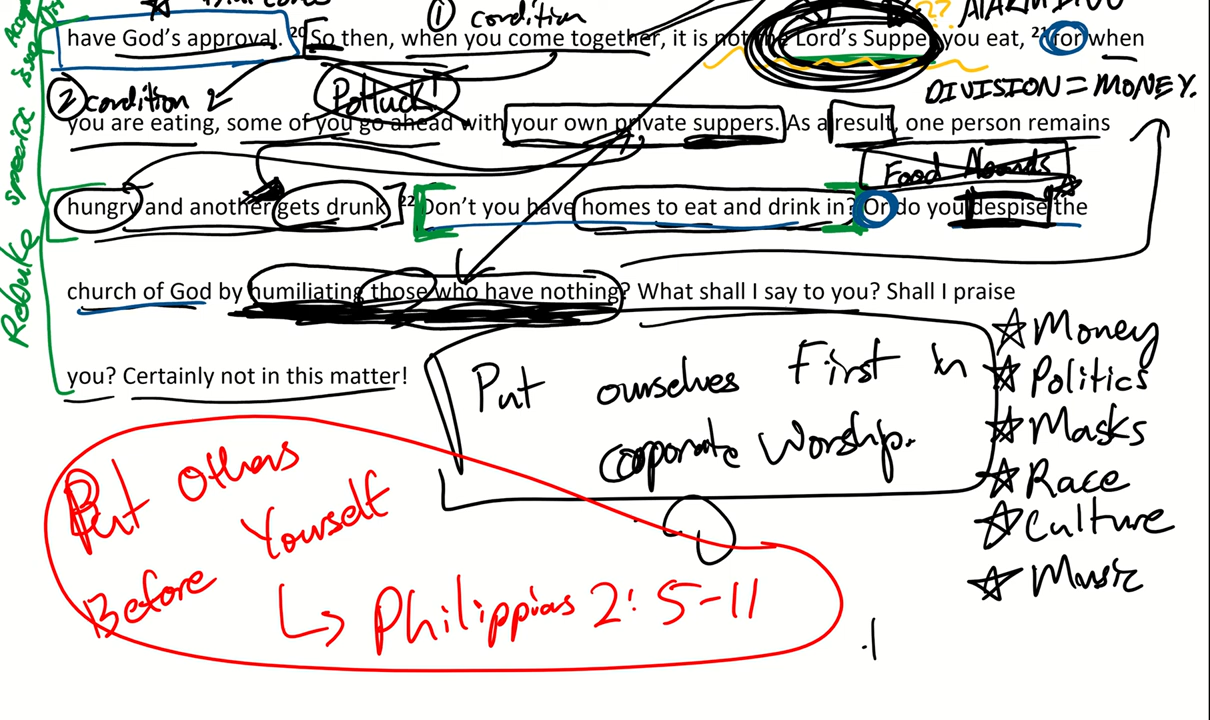 ① condition
have God's approval. 20 So then, when you come together, it is not the Lord's Supper you eat, 21 for when
DIVISION = MONEY.
② condition 2
Potluck!
you are eating, some of you go ahead with your own private suppers. As a result, one person remains
Food Abounds
hungry and another gets drunk. 22 Don't you have homes to eat and drink in? Or do you despise the
church of God by humiliating those who have nothing? What shall I say to you? Shall I praise
you? Certainly not in this matter!
Rebuke specific issue
Put ourselves First in
corporate Worship.
Money
Politics
Masks
Race
Culture
Music
Put Others
Before Yourself
Philippias 2: 5-11